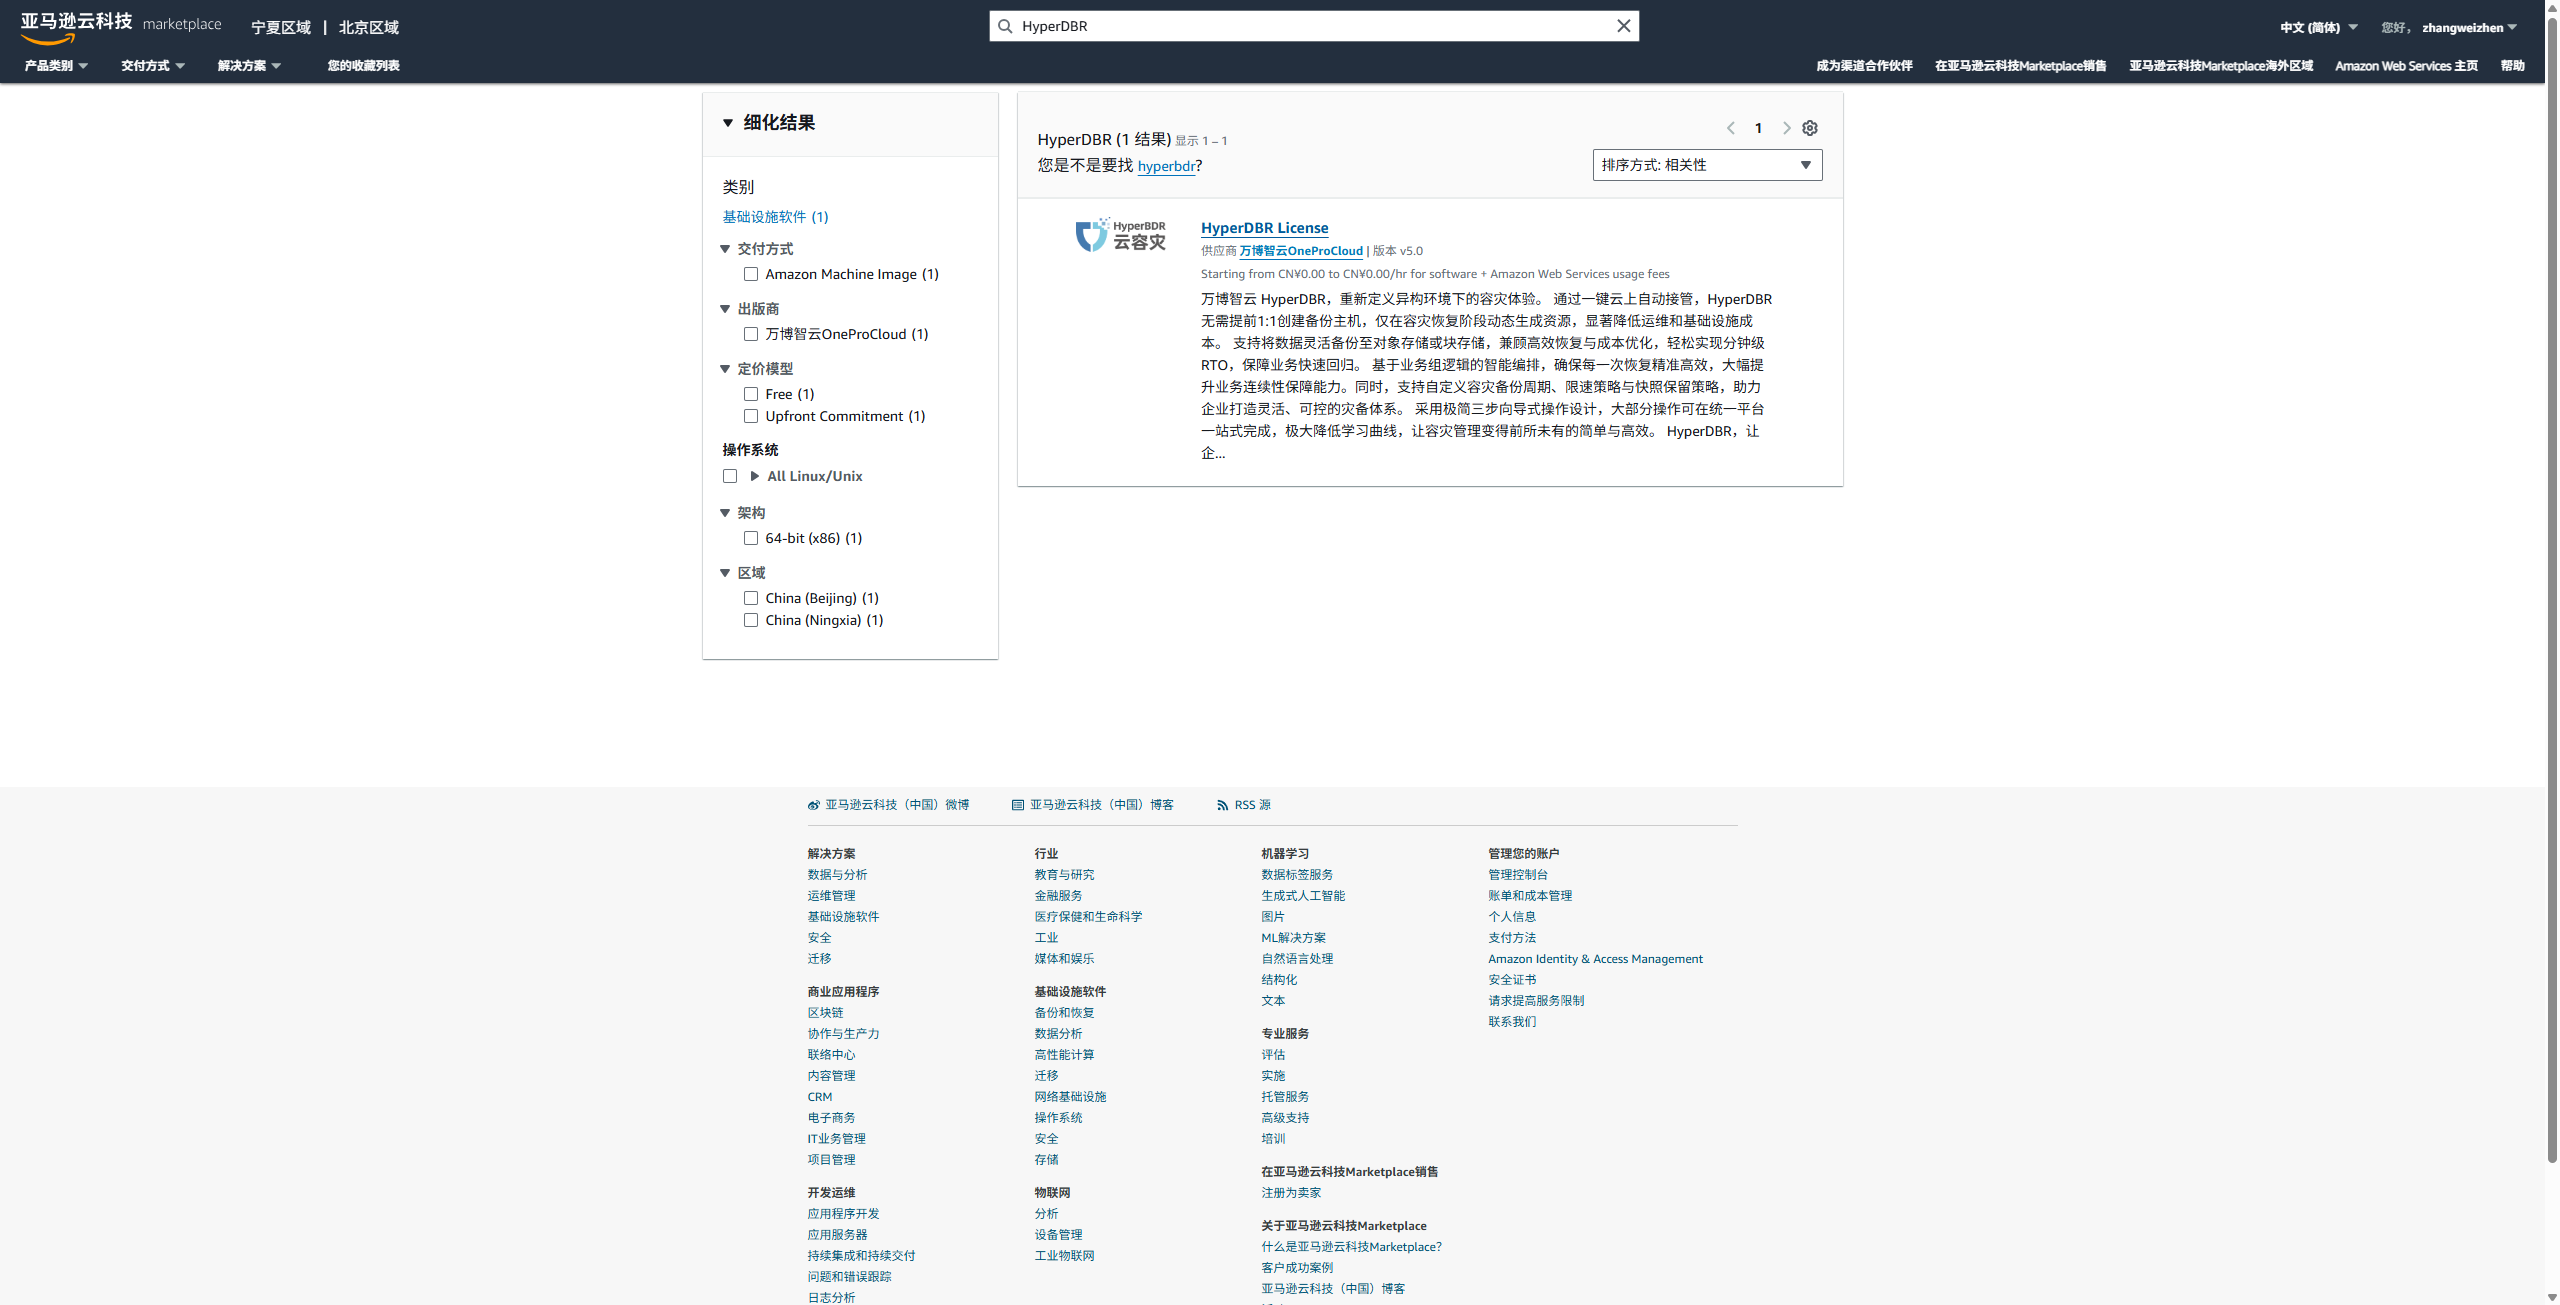 亚马逊云科技 marketplace 宁夏区域 | 北京区域
HyperDBR
中文 (简体) 您好， zhangweizhen
产品类别 交付方式 解决方案 您的收藏列表
成为渠道合作伙伴 在亚马逊云科技Marketplace销售 亚马逊云科技Marketplace海外区域 Amazon Web Services 主页 帮助
细化结果
类别
基础设施软件 (1)
交付方式
Amazon Machine Image (1)
出版商
万博智云OneProCloud (1)
定价模型
Free (1)
Upfront Commitment (1)
操作系统
All Linux/Unix
架构
64-bit (x86) (1)
区域
China (Beijing) (1)
China (Ningxia) (1)
HyperDBR (1 结果) 显示 1 – 1
您是不是要找 hyperbdr?
1
排序方式: 相关性
HyperBDR
云容灾
HyperDBR License
供应商 万博智云OneProCloud | 版本 v5.0
Starting from CN¥0.00 to CN¥0.00/hr for software + Amazon Web Services usage fees
万博智云 HyperDBR，重新定义异构环境下的容灾体验。 通过一键云上自动接管，HyperDBR
无需提前1:1创建备份主机，仅在容灾恢复阶段动态生成资源，显著降低运维和基础设施成
本。 支持将数据灵活备份至对象存储或块存储，兼顾高效恢复与成本优化，轻松实现分钟级
RTO，保障业务快速回归。 基于业务组逻辑的智能编排，确保每一次恢复精准高效，大幅提
升业务连续性保障能力。同时，支持自定义容灾备份周期、限速策略与快照保留策略，助力
企业打造灵活、可控的灾备体系。 采用极简三步向导式操作设计，大部分操作可在统一平台
一站式完成，极大降低学习曲线，让容灾管理变得前所未有的简单与高效。 HyperDBR，让
企...
亚马逊云科技（中国）微博 亚马逊云科技（中国）博客 RSS 源
解决方案
数据与分析
运维管理
基础设施软件
安全
迁移
商业应用程序
区块链
协作与生产力
联络中心
内容管理
CRM
电子商务
IT业务管理
项目管理
开发运维
应用程序开发
应用服务器
持续集成和持续交付
问题和错误跟踪
日志分析
行业
教育与研究
金融服务
医疗保健和生命科学
工业
媒体和娱乐
基础设施软件
备份和恢复
数据分析
高性能计算
迁移
网络基础设施
操作系统
安全
存储
物联网
分析
设备管理
工业物联网
机器学习
数据标签服务
生成式人工智能
图片
ML解决方案
自然语言处理
结构化
文本
专业服务
评估
实施
托管服务
高级支持
培训
在亚马逊云科技Marketplace销售
注册为卖家
关于亚马逊云科技Marketplace
什么是亚马逊云科技Marketplace?
客户成功案例
亚马逊云科技（中国）博客
管理您的账户
管理控制台
账单和成本管理
个人信息
支付方法
Amazon Identity & Access Management
安全证书
请求提高服务限制
联系我们